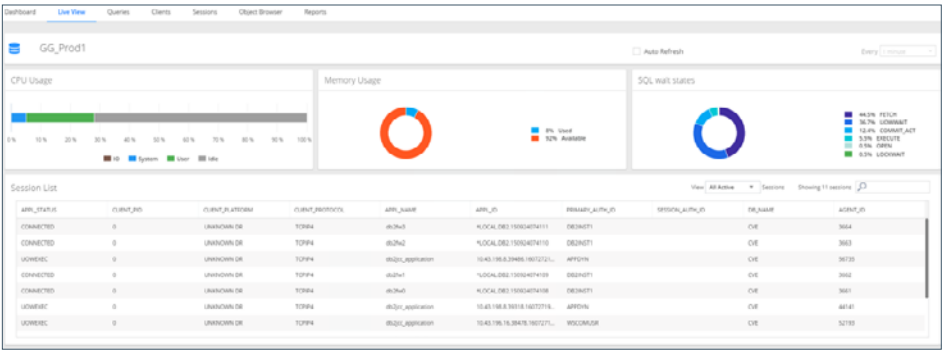 Dashboard Live View Queries Clients Sessions Object Browser Reports
GG_Prod1 Auto Refresh Every 1 minute
CPU Usage Memory Usage SQL wait states
0% 10% 20% 30% 40% 50% 60% 70% 80% 90% 100%
IO System User Idle
8% Used
92% Available
44.5% FETCH
36.7% UOWWAIT
12.4% COMMIT_ACT
5.5% EXECUTE
0.5% OPEN
0.5% LOCKWAIT
Session List View All Active Sessions Showing 11 sessions
APPL_STATUS CLIENT_PID CLIENT_PLATFORM CLIENT_PROTOCOL APPL_NAME APPL_ID PRIMARY_AUTH_ID SESSION_AUTH_ID DB_NAME AGENT_ID
CONNECTED 0 UNKNOWN DR TCPIP4 db2fw3 *LOCAL.DB2.150924074111 DB2INST1 CVE 3664
CONNECTED 0 UNKNOWN DR TCPIP4 db2fw2 *LOCAL.DB2.150924074110 DB2INST1 CVE 3663
UOWEXEC 0 UNKNOWN DR TCPIP4 db2jcc_application APPDYN CVE 36733
CONNECTED 0 UNKNOWN DR TCPIP4 db2fw1 *LOCAL.DB2.150924074109 DB2INST1 CVE 3662
CONNECTED 0 UNKNOWN DR TCPIP4 db2fw0 *LOCAL.DB2.150924074108 DB2INST1 CVE 3661
UOWEXEC 0 UNKNOWN DR TCPIP4 db2jcc_application APPDYN CVE 44141
UOWEXEC 0 UNKNOWN DR TCPIP4 db2jcc_application WSCOMUSR CVE 52193